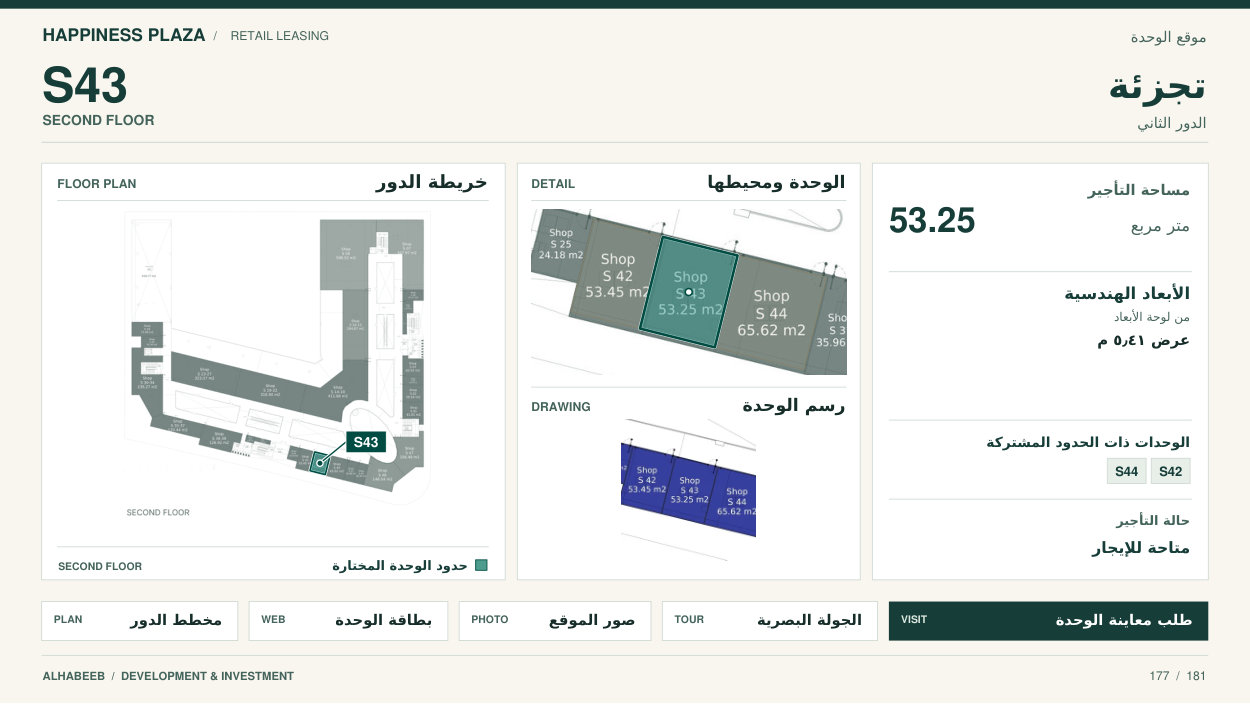 HAPPINESS PLAZA / RETAIL LEASING
موقع الوحدة
S43
تجزئة
SECOND FLOOR
الدور الثاني
FLOOR PLAN
خريطة الدور
S43
SECOND FLOOR
SECOND FLOOR
حدود الوحدة المختارة
DETAIL
الوحدة ومحيطها
Shop
S 25
24.18 m2
Shop
S 42
53.45 m2
Shop
S 43
53.25 m2
Shop
S 44
65.62 m2
Sho
S 3
35.96
DRAWING
رسم الوحدة
Shop
S 42
53.45 m2
Shop
S 43
53.25 m2
Shop
S 44
65.62 m2
مساحة التأجير
53.25
متر مربع
الأبعاد الهندسية
من لوحة الأبعاد
عرض ٥٫٤١ م
الوحدات ذات الحدود المشتركة
S42
S44
حالة التأجير
متاحة للإيجار
PLAN
مخطط الدور
WEB
بطاقة الوحدة
PHOTO
صور الموقع
TOUR
الجولة البصرية
VISIT
طلب معاينة الوحدة
ALHABEEB / DEVELOPMENT & INVESTMENT
177 / 181